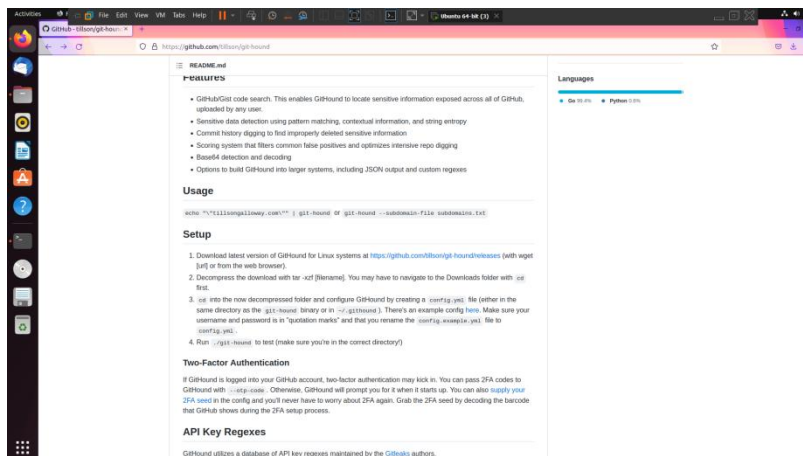 Activities
File Edit View VM Tabs Help
Ubuntu 64-bit (3)
GitHub - tillson/git-hound
https://github.com/tillson/git-hound
README.md
Features
• GitHub/Gist code search. This enables GitHound to locate sensitive information exposed across all of GitHub,
uploaded by any user.
• Sensitive data detection using pattern matching, contextual information, and string entropy
• Commit history digging to find improperly deleted sensitive information
• Scoring system that filters common false positives and optimizes intensive repo digging
• Base64 detection and decoding
• Options to build GitHound into larger systems, including JSON output and custom regexes
Usage
echo "\"tillsongalloway.com\"" | git-hound or git-hound --subdomain-file subdomains.txt
Setup
1. Download latest version of GitHound for Linux systems at https://github.com/tillson/git-hound/releases (with wget
[url] or from the web browser).
2. Decompress the download with tar -xzf [filename]. You may have to navigate to the Downloads folder with cd
first.
3. cd into the now decompressed folder and configure GitHound by creating a config.yml file (either in the
same directory as the git-hound binary or in ~/.githound ). There's an example config here. Make sure your
username and password is in "quotation marks" and that you rename the config.example.yml file to
config.yml .
4. Run ./git-hound to test (make sure you're in the correct directory!)
Two-Factor Authentication
If GitHound is logged into your GitHub account, two-factor authentication may kick in. You can pass 2FA codes to
GitHound with --otp-code . Otherwise, GitHound will prompt you for it when it starts up. You can also supply your
2FA seed in the config and you'll never have to worry about 2FA again. Grab the 2FA seed by decoding the barcode
that GitHub shows during the 2FA setup process.
API Key Regexes
GitHound utilizes a database of API key regexes maintained by the Gitleaks authors.
Languages
Go Python